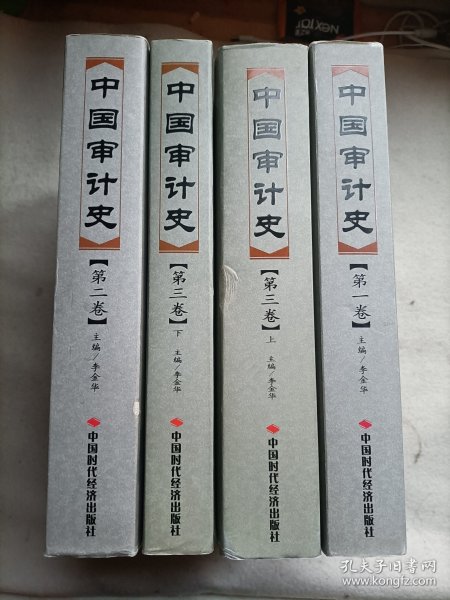 中国审计史
【第二卷】
主编/李金华
中国时代经济出版社
中国审计史
【第三卷】
下
主编/李金华
中国时代经济出版社
中国审计史
【第三卷】
上
主编/李金华
中国时代经济出版社
中国审计史
【第一卷】
主编/李金华
中国时代经济出版社
孔夫子旧书网
www.kongfz.com